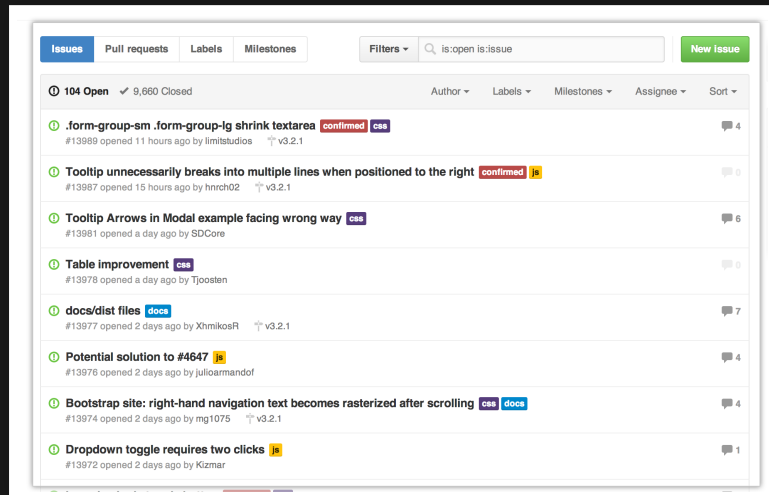 Issues Pull requests Labels Milestones Filters is:open is:issue New Issue
104 Open 9,660 Closed Author Labels Milestones Assignee Sort
.form-group-sm .form-group-lg shrink textarea confirmed css 4
#13989 opened 11 hours ago by limitstudios v3.2.1
Tooltip unnecessarily breaks into multiple lines when positioned to the right confirmed js 0
#13987 opened 15 hours ago by hnrch02 v3.2.1
Tooltip Arrows in Modal example facing wrong way css 6
#13981 opened a day ago by SDCore
Table improvement css 0
#13978 opened a day ago by Tjoosten
docs/dist files docs 7
#13977 opened 2 days ago by XhmikosR v3.2.1
Potential solution to #4647 js 4
#13976 opened 2 days ago by julioarmandof
Bootstrap site: right-hand navigation text becomes rasterized after scrolling css docs 4
#13974 opened 2 days ago by mg1075 v3.2.1
Dropdown toggle requires two clicks js 1
#13972 opened 2 days ago by Kizmar